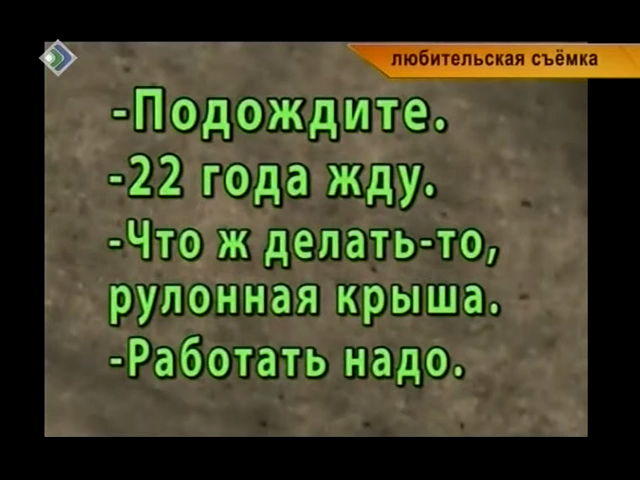 любительская съёмка
-Подождите.
-22 года жду.
-Что ж делать-то,
рулонная крыша.
-Работать надо.